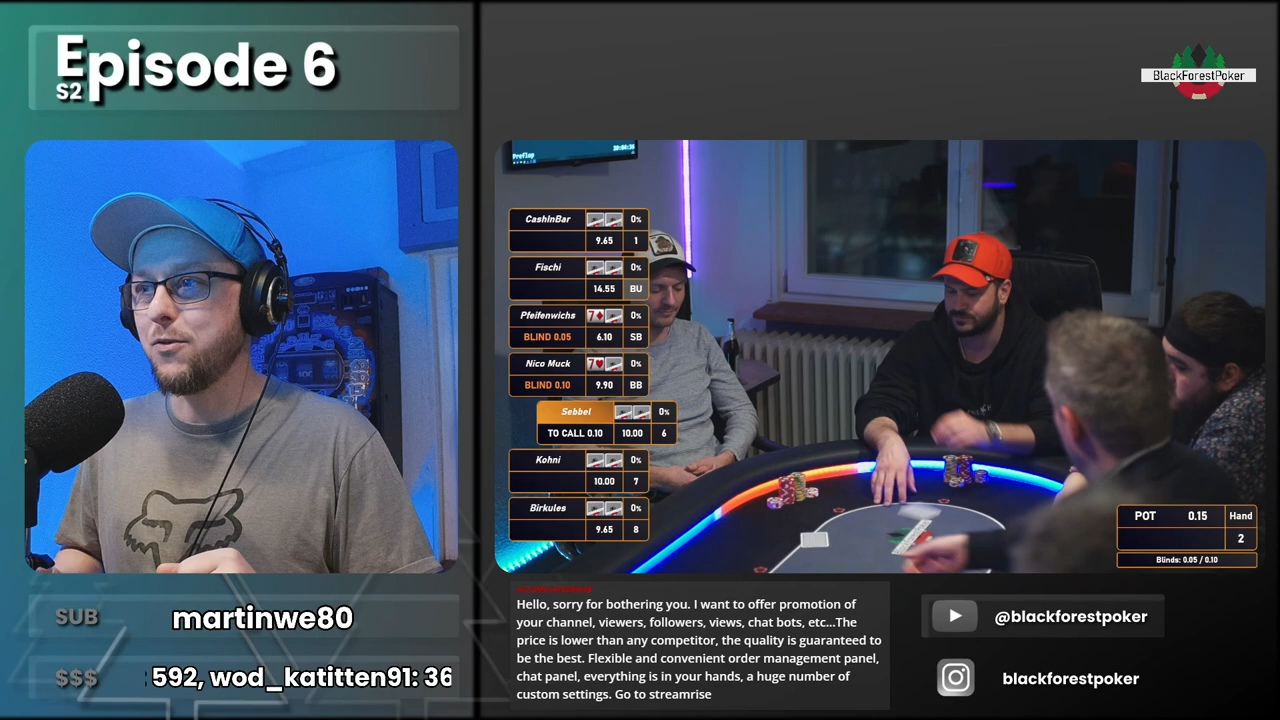 Episode 6
S2
BlackForestPoker
Preflop
20:04:36
CashInBar 0%
9.65 1
Fischi 0%
14.55 BU
Pfeifenwichs 7♦ 0%
BLIND 0.05 6.10 SB
Nico Muck 7♥ 0%
BLIND 0.10 9.90 BB
Sebbel 0%
TO CALL 0.10 10.00 6
Kohni 0%
10.00 7
Birkules 0%
9.65 8
POT 0.15 Hand
2
Blinds: 0.05 / 0.10
SUB martinwe80
$$$ 592, wod_katitten91: 36
Hello, sorry for bothering you. I want to offer promotion of
your channel, viewers, followers, views, chat bots, etc...The
price is lower than any competitor, the quality is guaranteed to
be the best. Flexible and convenient order management panel,
chat panel, everything is in your hands, a huge number of
custom settings. Go to streamrise
@blackforestpoker
blackforestpoker